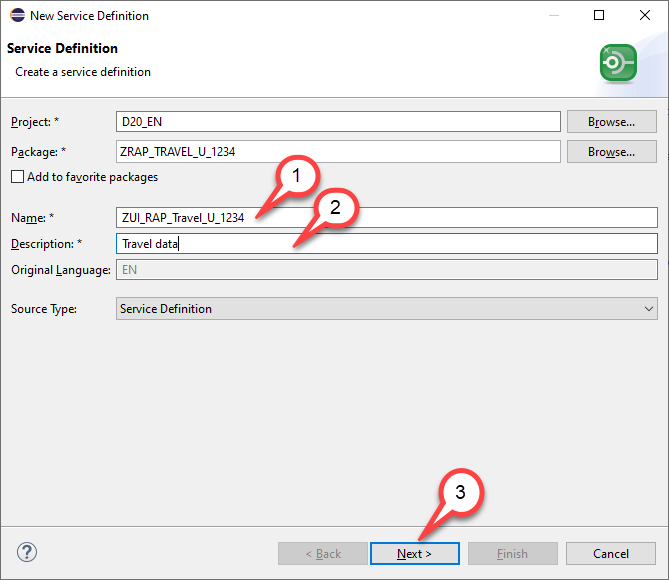 New Service Definition
Service Definition
Create a service definition
Project: * D20_EN Browse...
Package: * ZRAP_TRAVEL_U_1234 Browse...
Add to favorite packages
1
Name: * ZUI_RAP_Travel_U_1234
2
Description: * Travel data
Original Language: EN
Source Type: Service Definition
3
? < Back Next > Finish Cancel